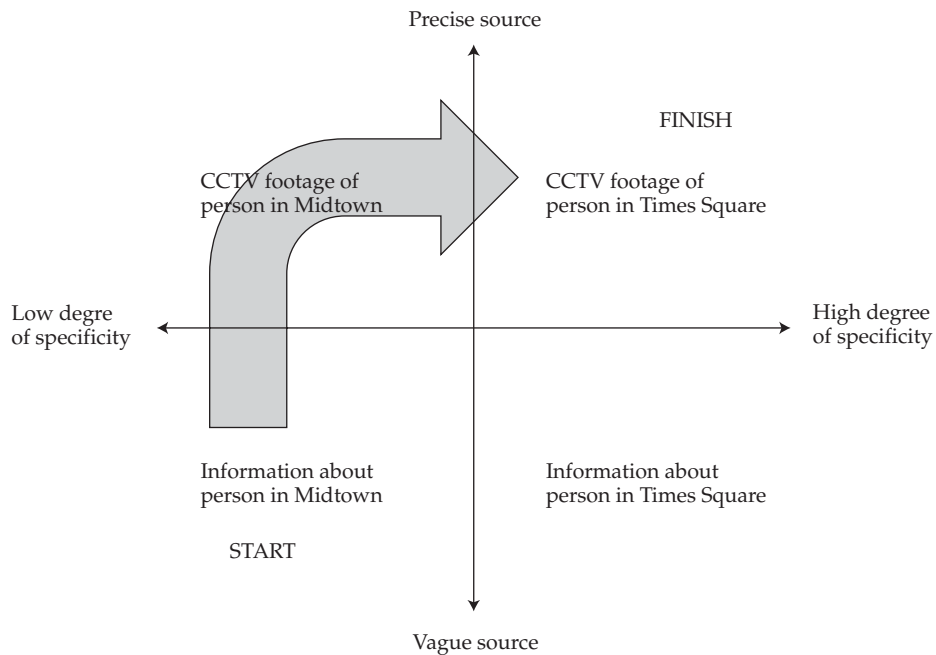 Precise source
FINISH
CCTV footage of
person in Midtown
CCTV footage of
person in Times Square
Low degre
of specificity
High degree
of specificity
Information about
person in Midtown
Information about
person in Times Square
START
Vague source